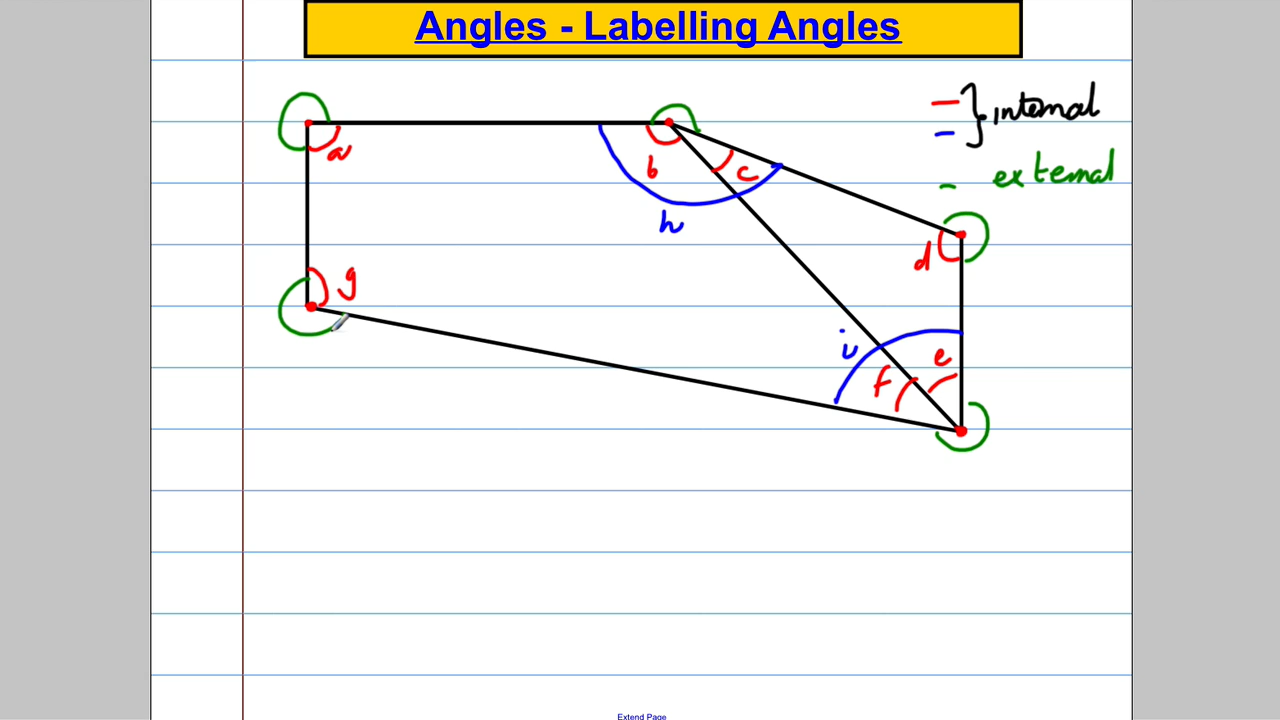 Angles - Labelling Angles
internal
external
a
b
c
h
d
g
i
e
f
Extend Page